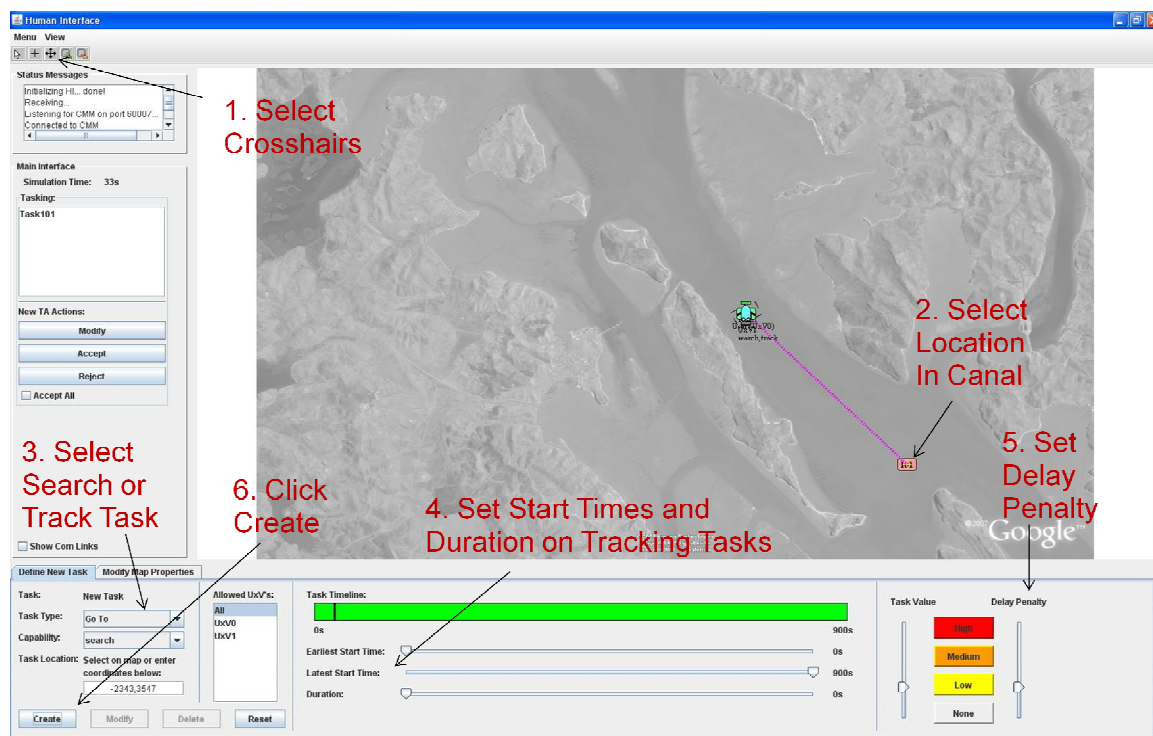 Human Interface
Menu View
Status Messages
Initializing HI... done!
Receiving...
Listening for CMM on port 60007...
Connected to CMM
1. Select
Crosshairs
Main Interface
Simulation Time: 33s
Tasking:
Task101
New TA Actions:
Modify
Accept
Reject
Accept All
search,track
2. Select
Location
In Canal
3. Select
Search or
Track Task
6. Click
Create
4. Set Start Times and
Duration on Tracking Tasks
5. Set
Delay
Penalty
©2007 Google™
Show Com Links
Define New Task
Modify Map Properties
Task: New Task
Task Type: Go To
Capability: search
Task Location: Select on map or enter
coordinates below:
-2343,3547
Create
Modify
Delete
Reset
Allowed UxV's:
All
UxV0
UxV1
Task Timeline:
0s 900s
Earliest Start Time: 0s
Latest Start Time: 900s
Duration: 0s
Task Value
Delay Penalty
High
Medium
Low
None